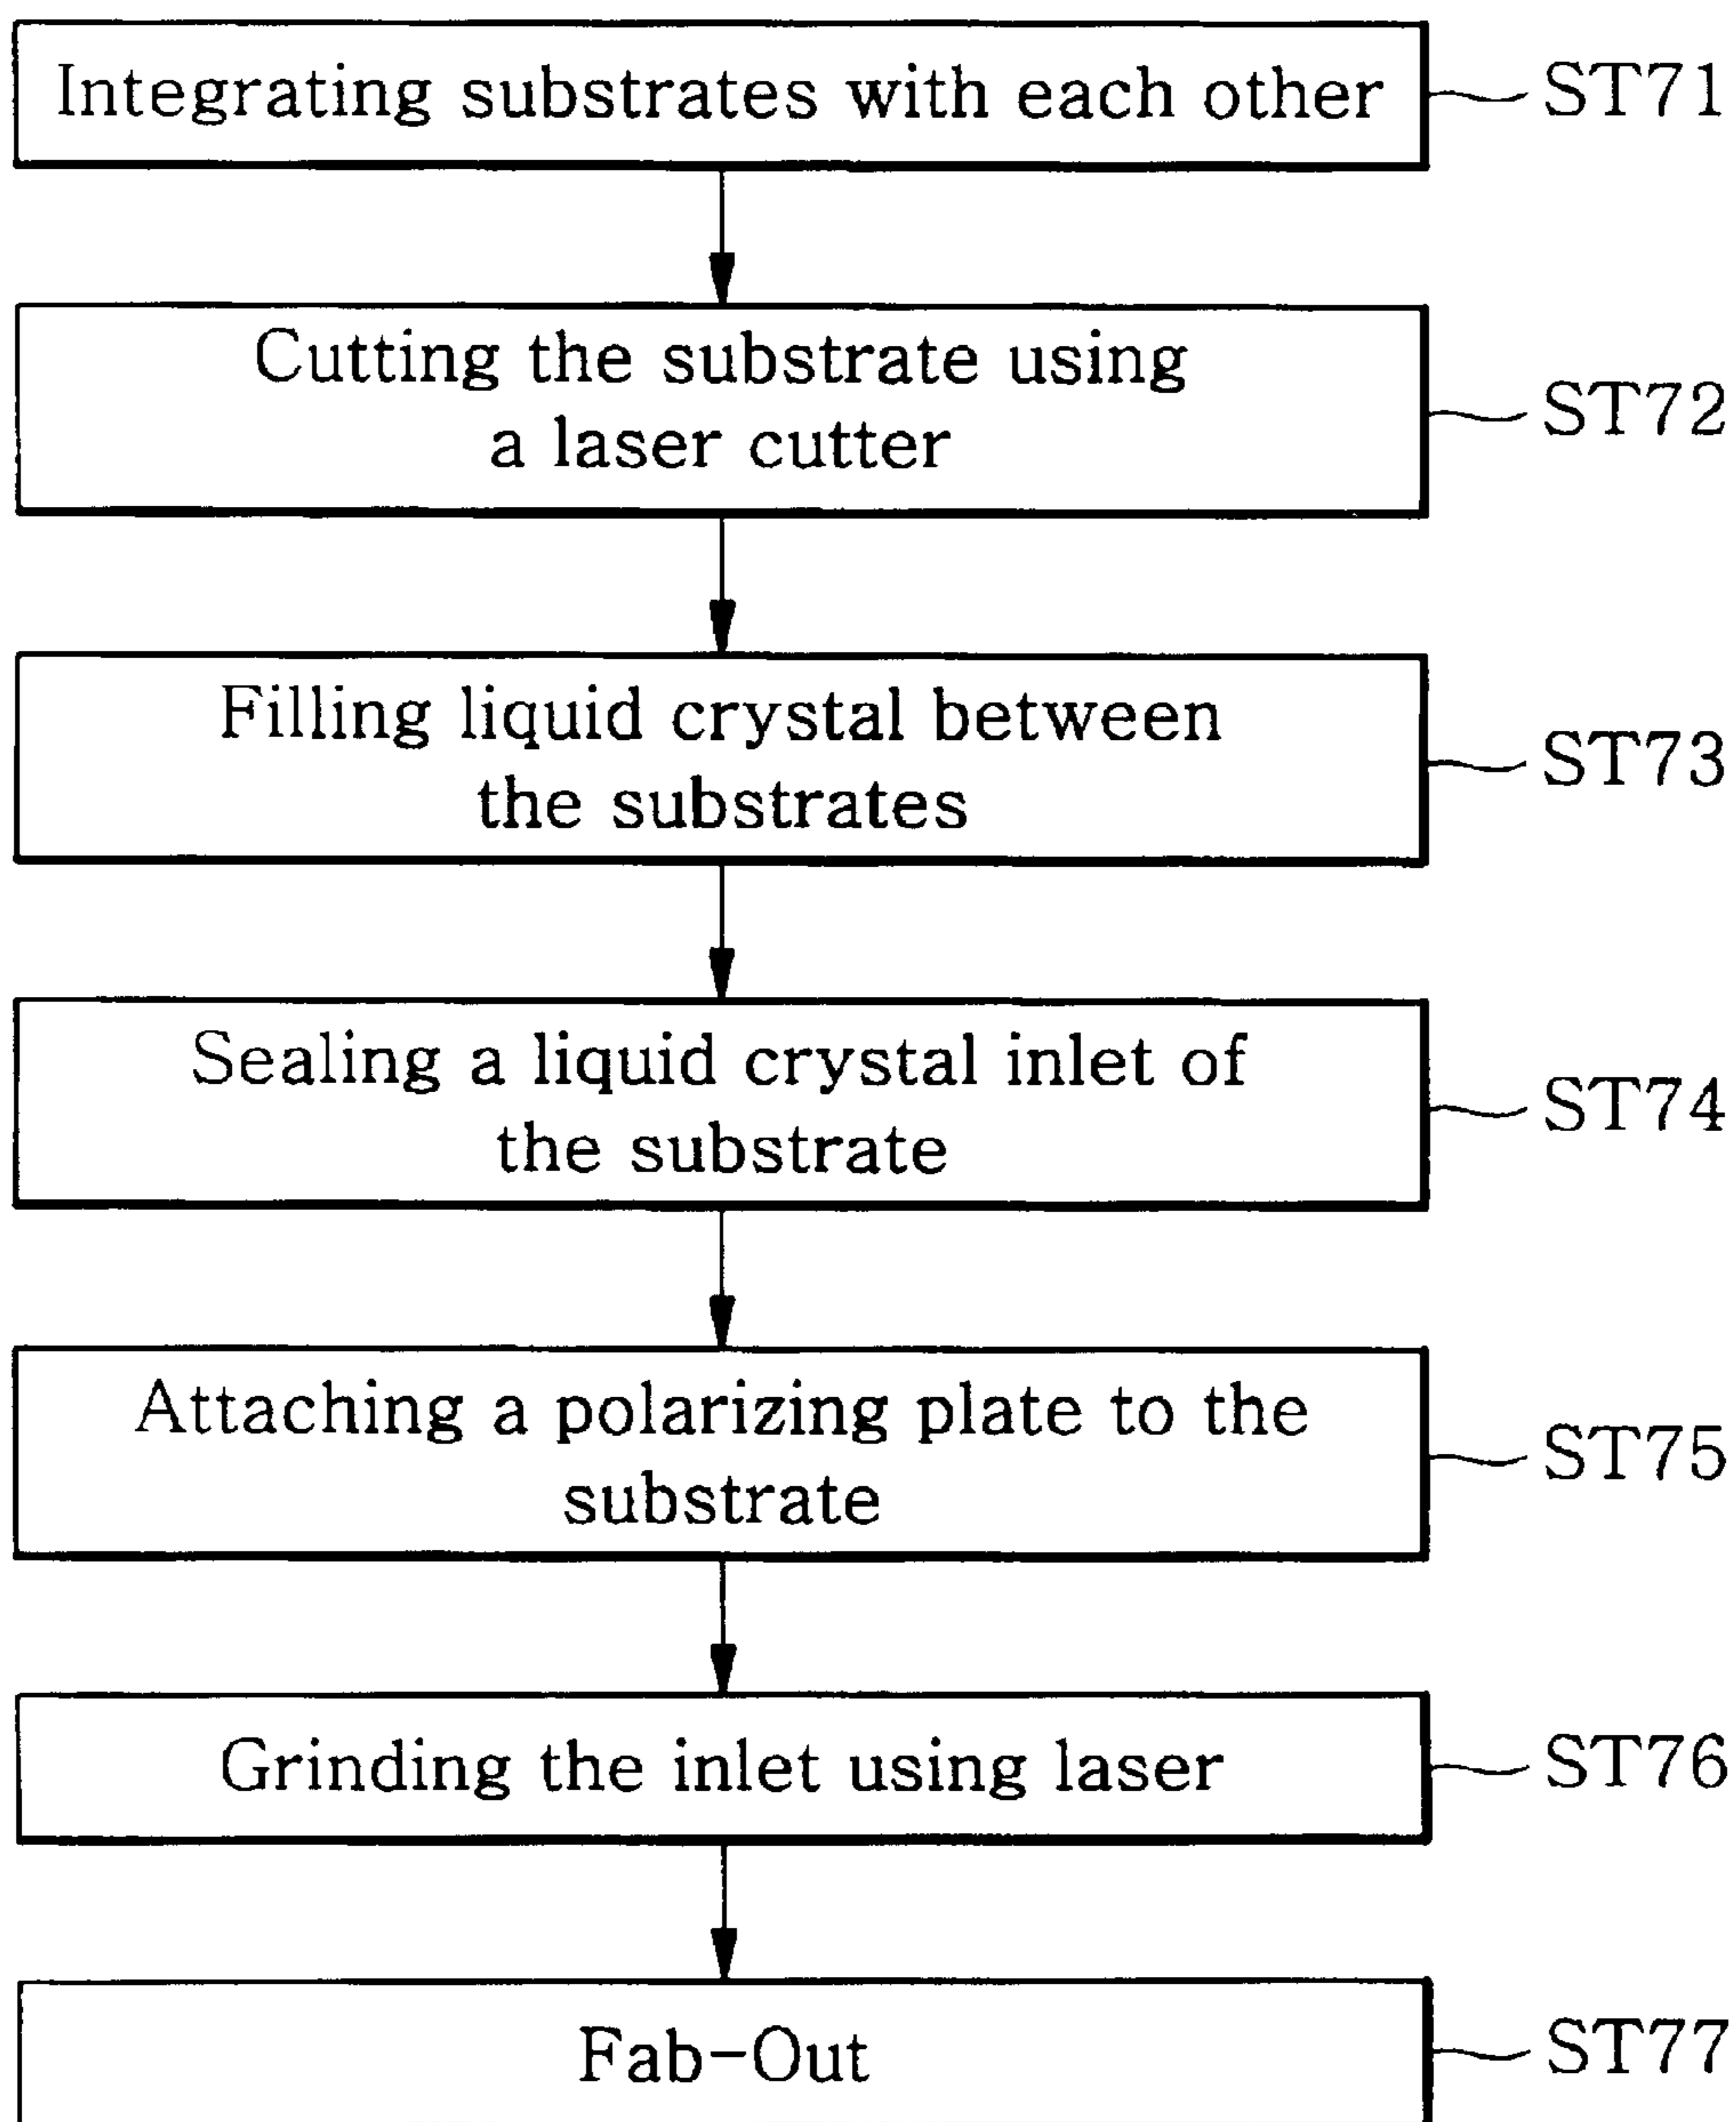 Integrating substrates with each other
ST71
Cutting the substrate using
a laser cutter
ST72
Filling liquid crystal between
the substrates
ST73
Sealing a liquid crystal inlet of
the substrate
ST74
Attaching a polarizing plate to the
substrate
ST75
Grinding the inlet using laser
ST76
Fab-Out
ST77